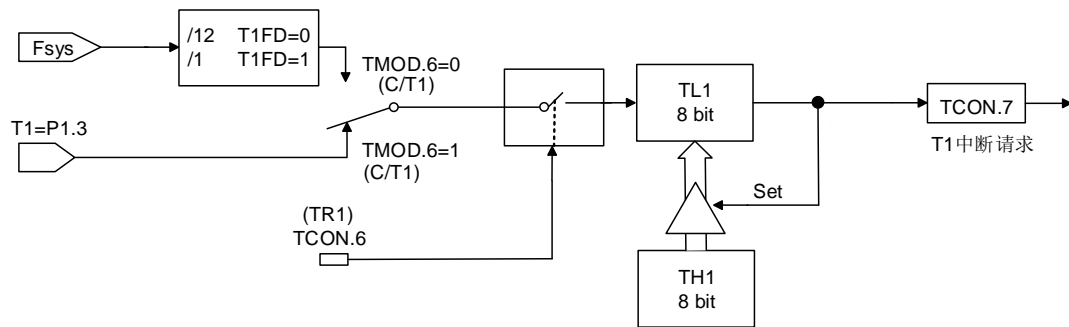 Fsys
/12 T1FD=0
/1 T1FD=1
TMOD.6=0
(C/T1)
T1=P1.3
TMOD.6=1
(C/T1)
(TR1)
TCON.6
TL1
8 bit
Set
TH1
8 bit
TCON.7
T1中断请求